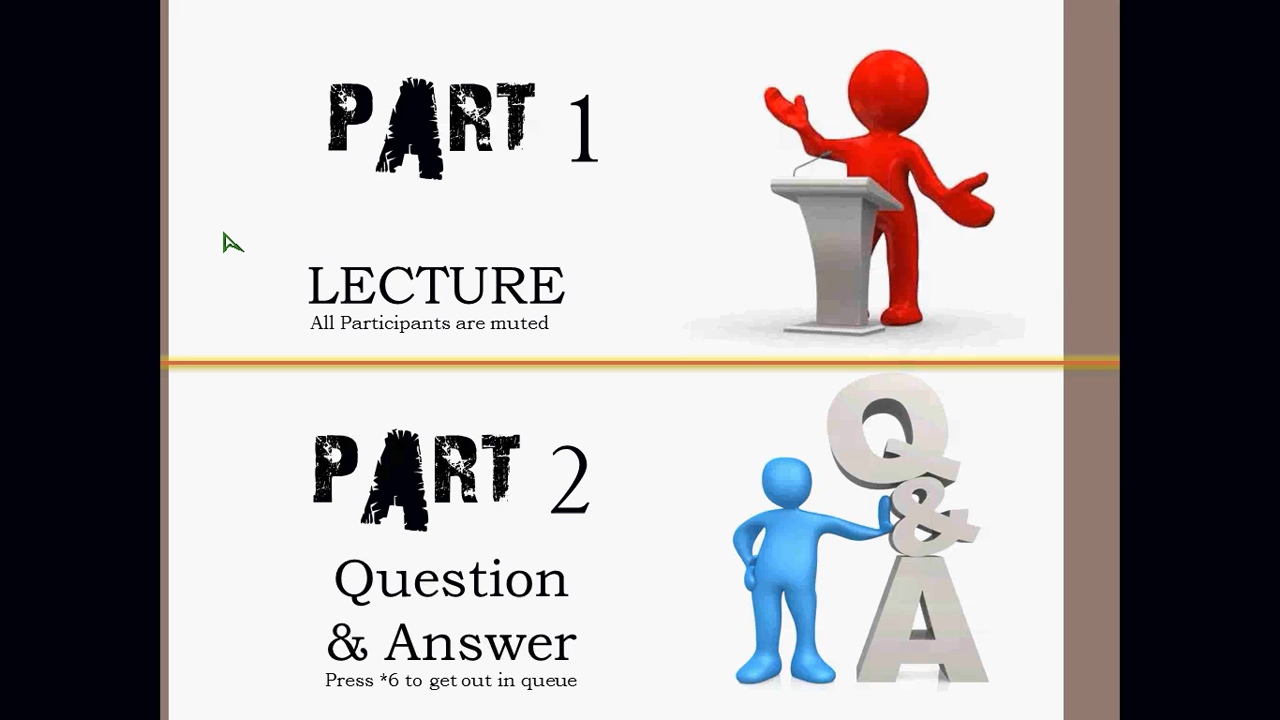 PART 1
LECTURE
All Participants are muted
PART 2
Question
& Answer
Press *6 to get out in queue
Q
&
A